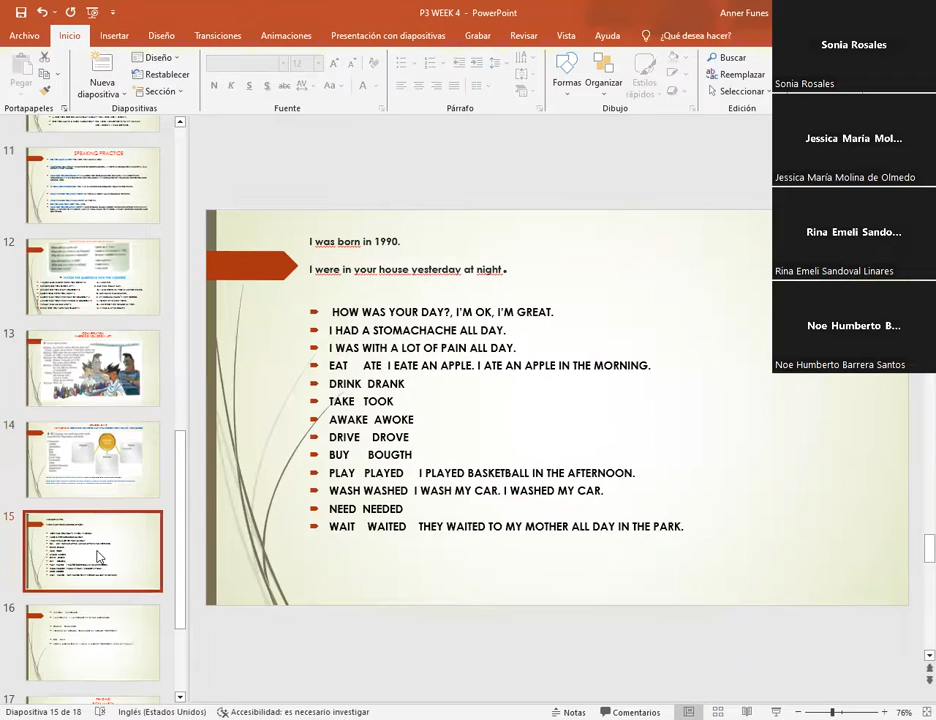 P3 WEEK 4 - PowerPoint
Anner Funes
Archivo Inicio Insertar Diseño Transiciones Animaciones Presentación con diapositivas Grabar Revisar Vista Ayuda ¿Qué desea hacer?
Pegar
Nueva diapositiva
Diseño
Restablecer
Sección
12
N K S abc AV Aa A
Formas Organizar Estilos rápidos
Buscar
Reemplazar
Seleccionar
Portapapeles Diapositivas Fuente Párrafo Dibujo Edición
Sonia Rosales
Sonia Rosales
Jessica María Mol...
Jessica María Molina de Olmedo
Rina Emeli Sando...
Rina Emeli Sandoval Linares
Noe Humberto B...
Noe Humberto Barrera Santos
11
SPEAKING PRACTICE
12
13
14
15
16
17
I was born in 1990.
I were in your house yesterday at night.
HOW WAS YOUR DAY?, I'M OK, I'M GREAT.
I HAD A STOMACHACHE ALL DAY.
I WAS WITH A LOT OF PAIN ALL DAY.
EAT ATE I EATE AN APPLE. I ATE AN APPLE IN THE MORNING.
DRINK DRANK
TAKE TOOK
AWAKE AWOKE
DRIVE DROVE
BUY BOUGTH
PLAY PLAYED I PLAYED BASKETBALL IN THE AFTERNOON.
WASH WASHED I WASH MY CAR. I WASHED MY CAR.
NEED NEEDED
WAIT WAITED THEY WAITED TO MY MOTHER ALL DAY IN THE PARK.
Diapositiva 15 de 18 Inglés (Estados Unidos) Accesibilidad: es necesario investigar Notas Comentarios 76%